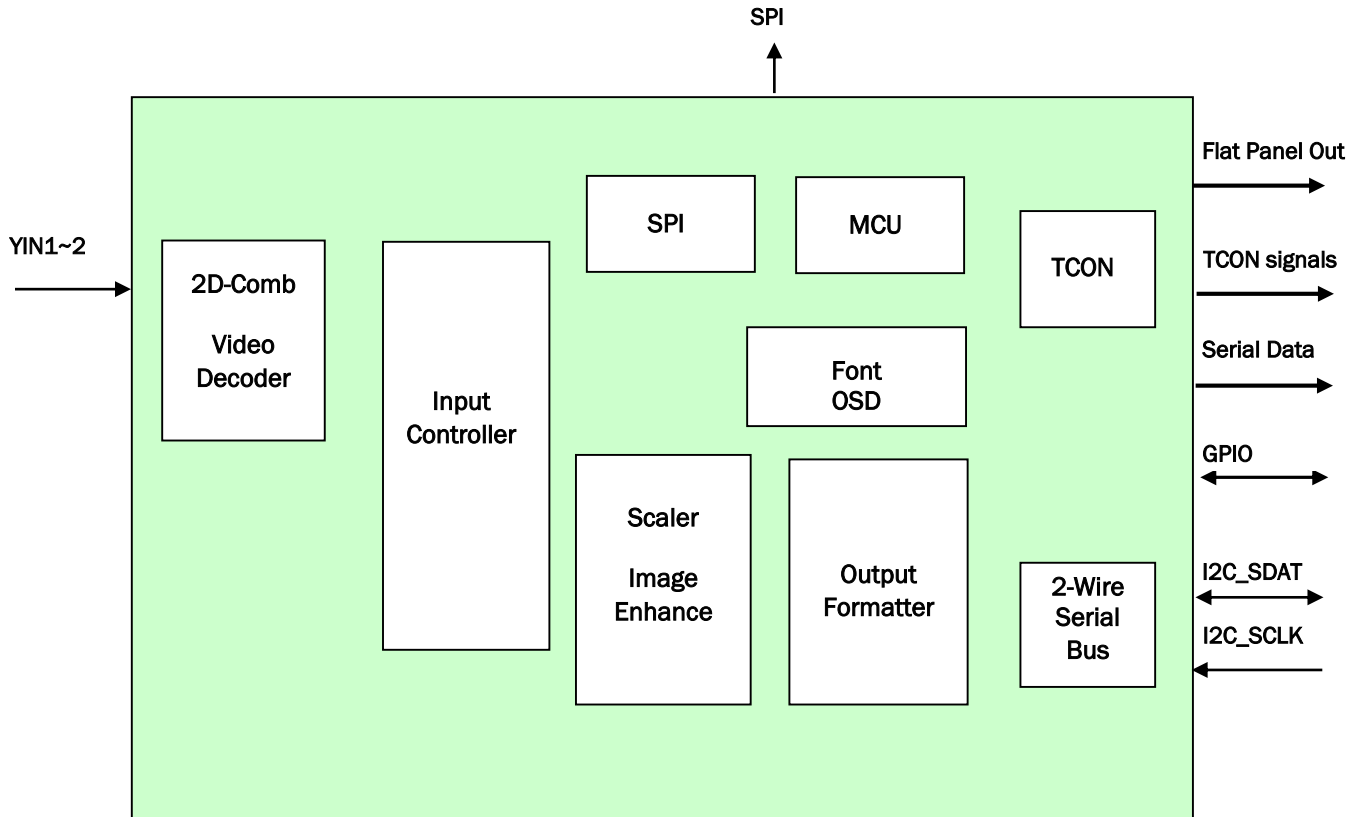 SPI
Flat Panel Out
YIN1~2
2D-Comb
Video
Decoder
Input
Controller
SPI
MCU
TCON
TCON signals
Font
OSD
Serial Data
GPIO
Scaler
Image
Enhance
Output
Formatter
2-Wire
Serial
Bus
I2C_SDAT
I2C_SCLK